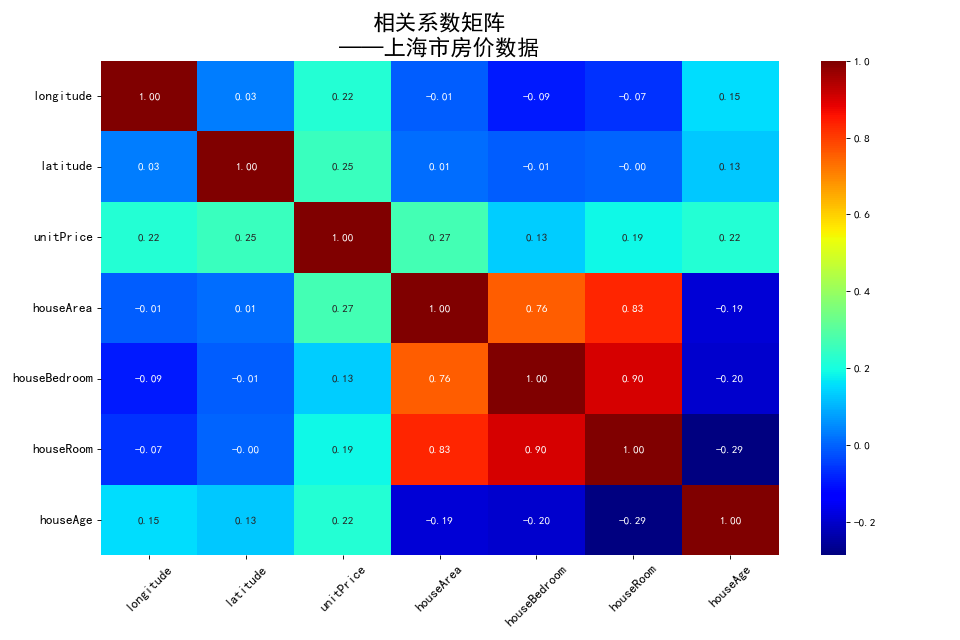 相关系数矩阵
——上海市房价数据
longitude 1.00 0.03 0.22 −0.01 −0.09 −0.07 0.15
latitude 0.03 1.00 0.25 0.01 −0.01 −0.00 0.13
unitPrice 0.22 0.25 1.00 0.27 0.13 0.19 0.22
houseArea −0.01 0.01 0.27 1.00 0.76 0.83 −0.19
houseBedroom −0.09 −0.01 0.13 0.76 1.00 0.90 −0.20
houseRoom −0.07 −0.00 0.19 0.83 0.90 1.00 −0.29
houseAge 0.15 0.13 0.22 −0.19 −0.20 −0.29 1.00
longitude latitude unitPrice houseArea houseBedroom houseRoom houseAge
1.0
0.8
0.6
0.4
0.2
0.0
−0.2